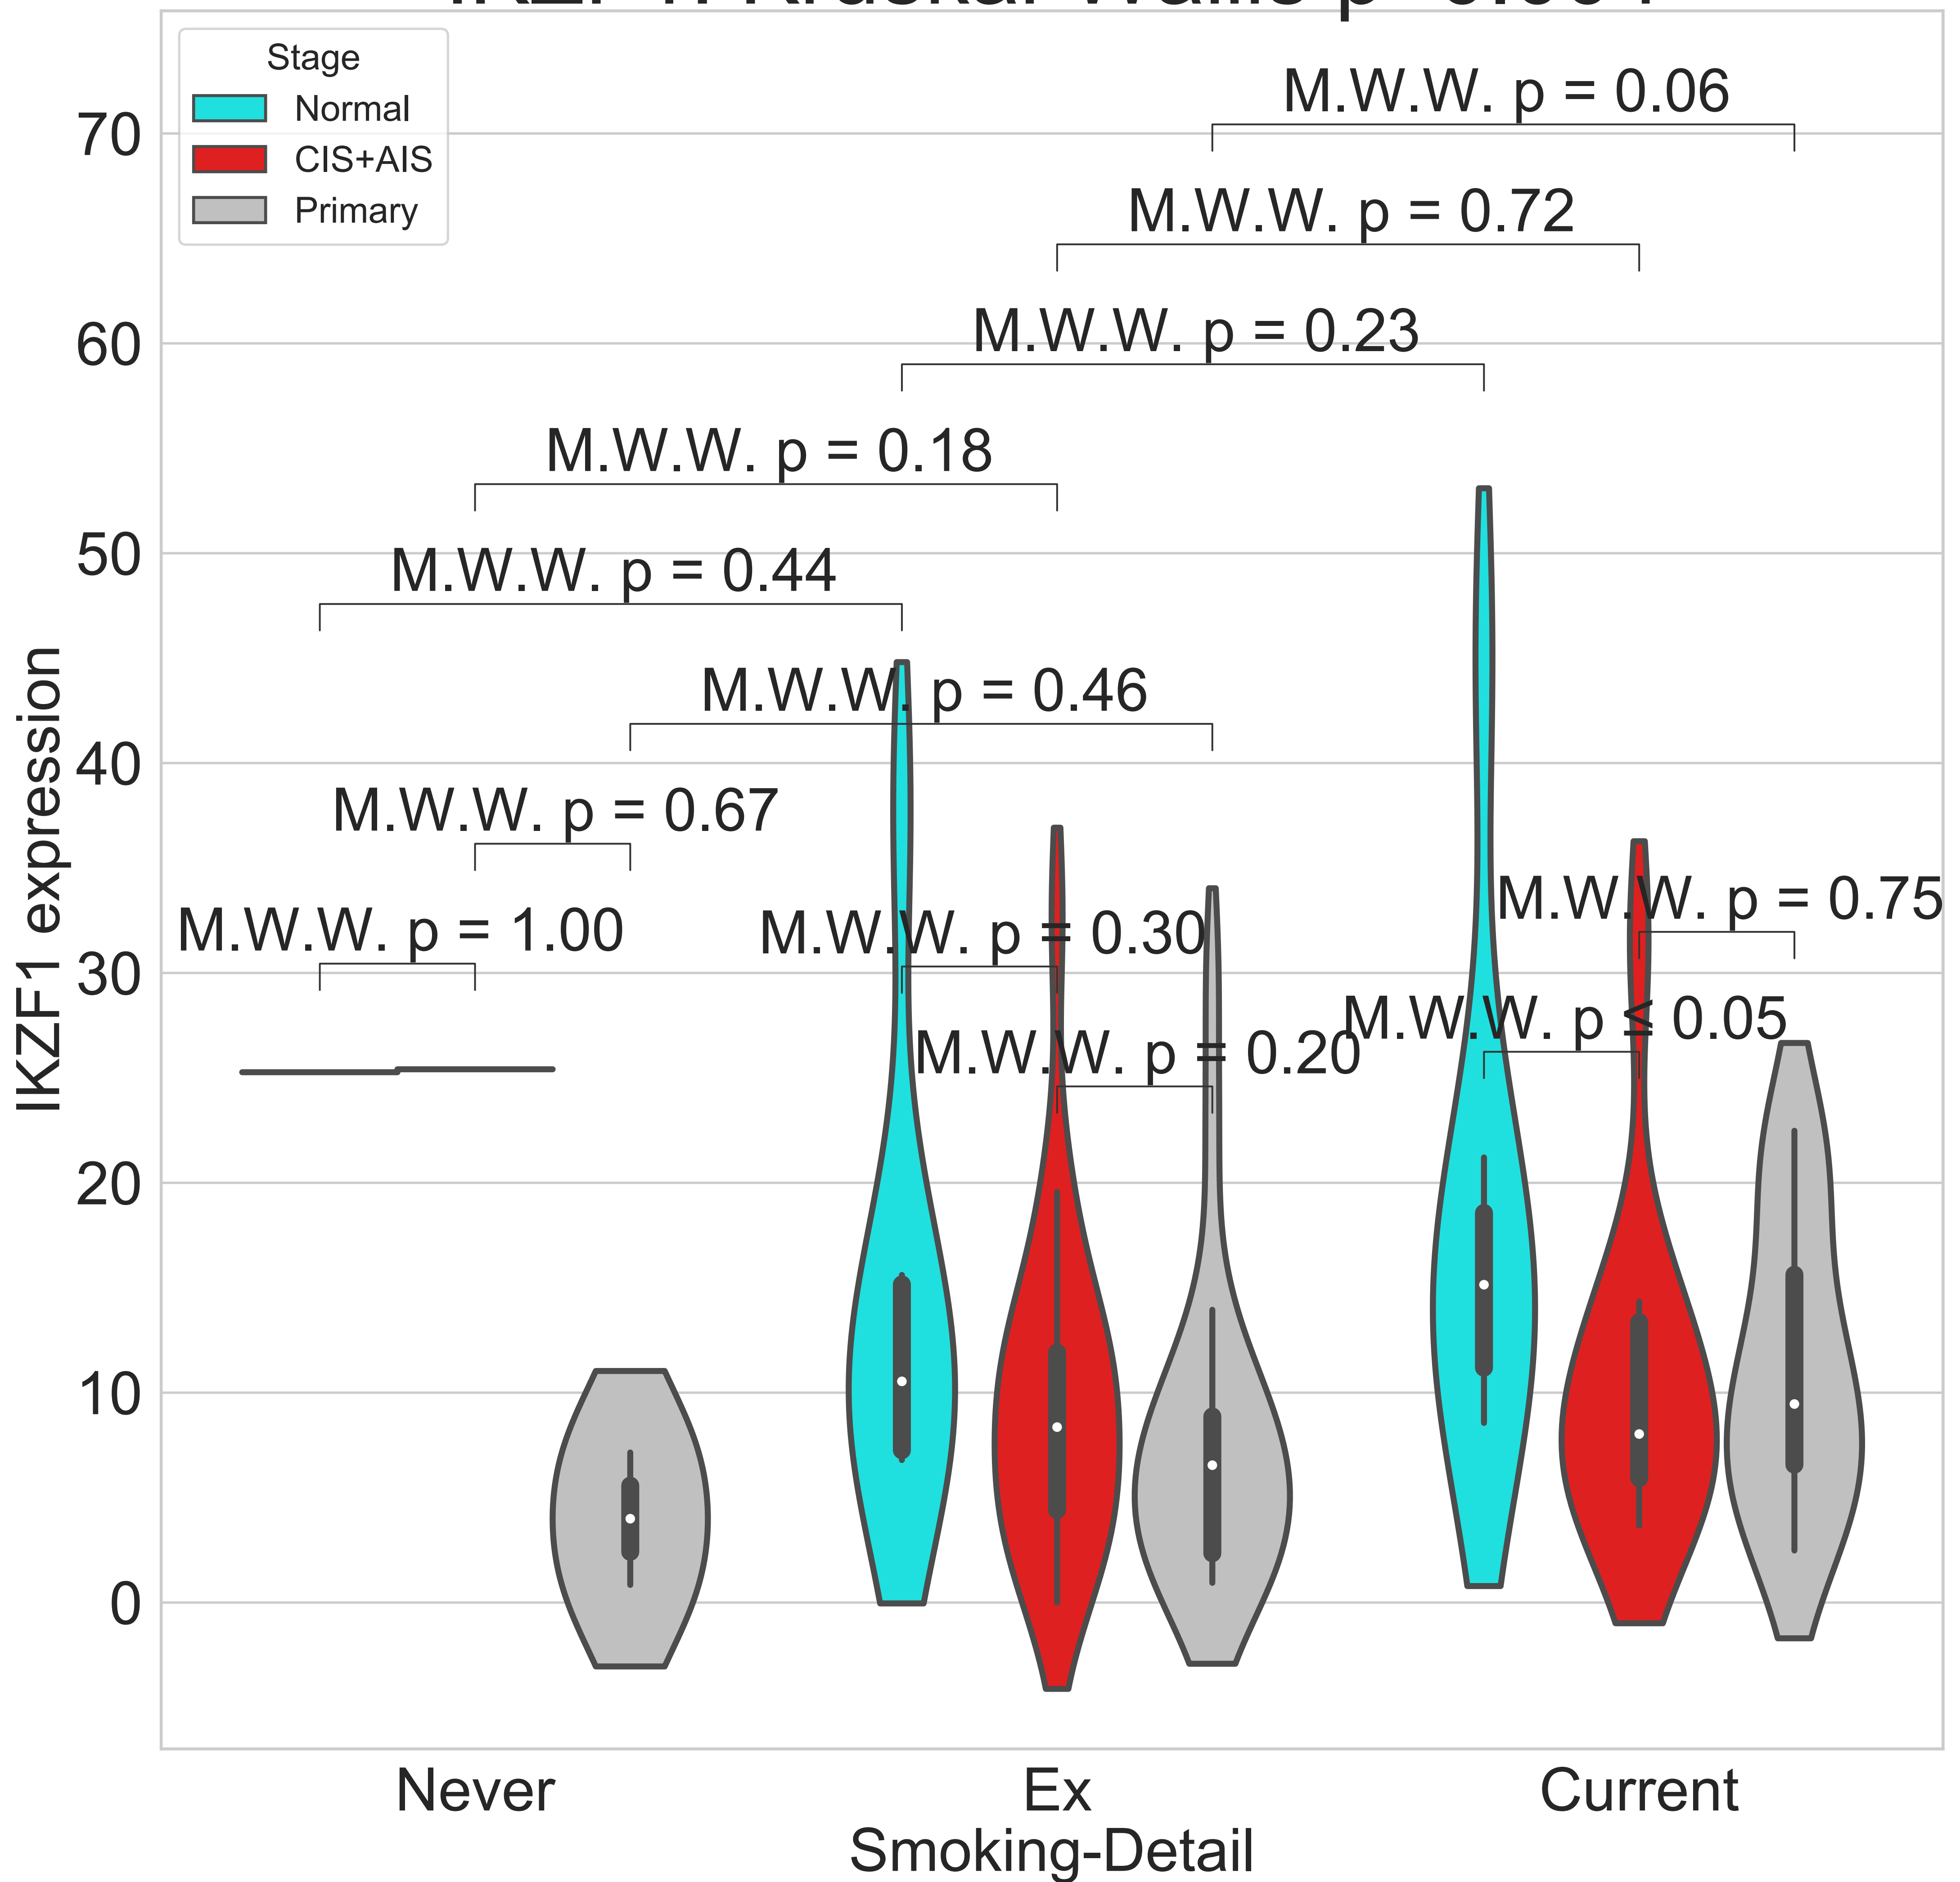 Stage
Normal
CIS+AIS
Primary
M.W.W. p = 0.06
M.W.W. p = 0.72
M.W.W. p = 0.23
M.W.W. p = 0.18
M.W.W. p = 0.44
M.W.W. p = 0.46
M.W.W. p = 0.67
M.W.W. p = 1.00
M.W.W. p = 0.30
M.W.W. p = 0.75
M.W.W. p = 0.20
M.W.W. p < 0.05
IKZF1 expression
70
60
50
40
30
20
10
0
Never
Ex
Current
Smoking-Detail